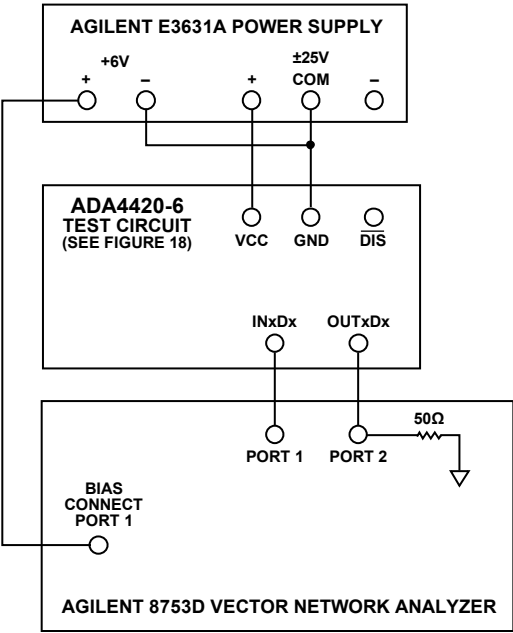 AGILENT E3631A POWER SUPPLY
+6V
±25V
+ – + COM –
ADA4420-6
TEST CIRCUIT
(SEE FIGURE 18)
VCC GND DIS
INxDx OUTxDx
50Ω
PORT 1 PORT 2
BIAS
CONNECT
PORT 1
AGILENT 8753D VECTOR NETWORK ANALYZER